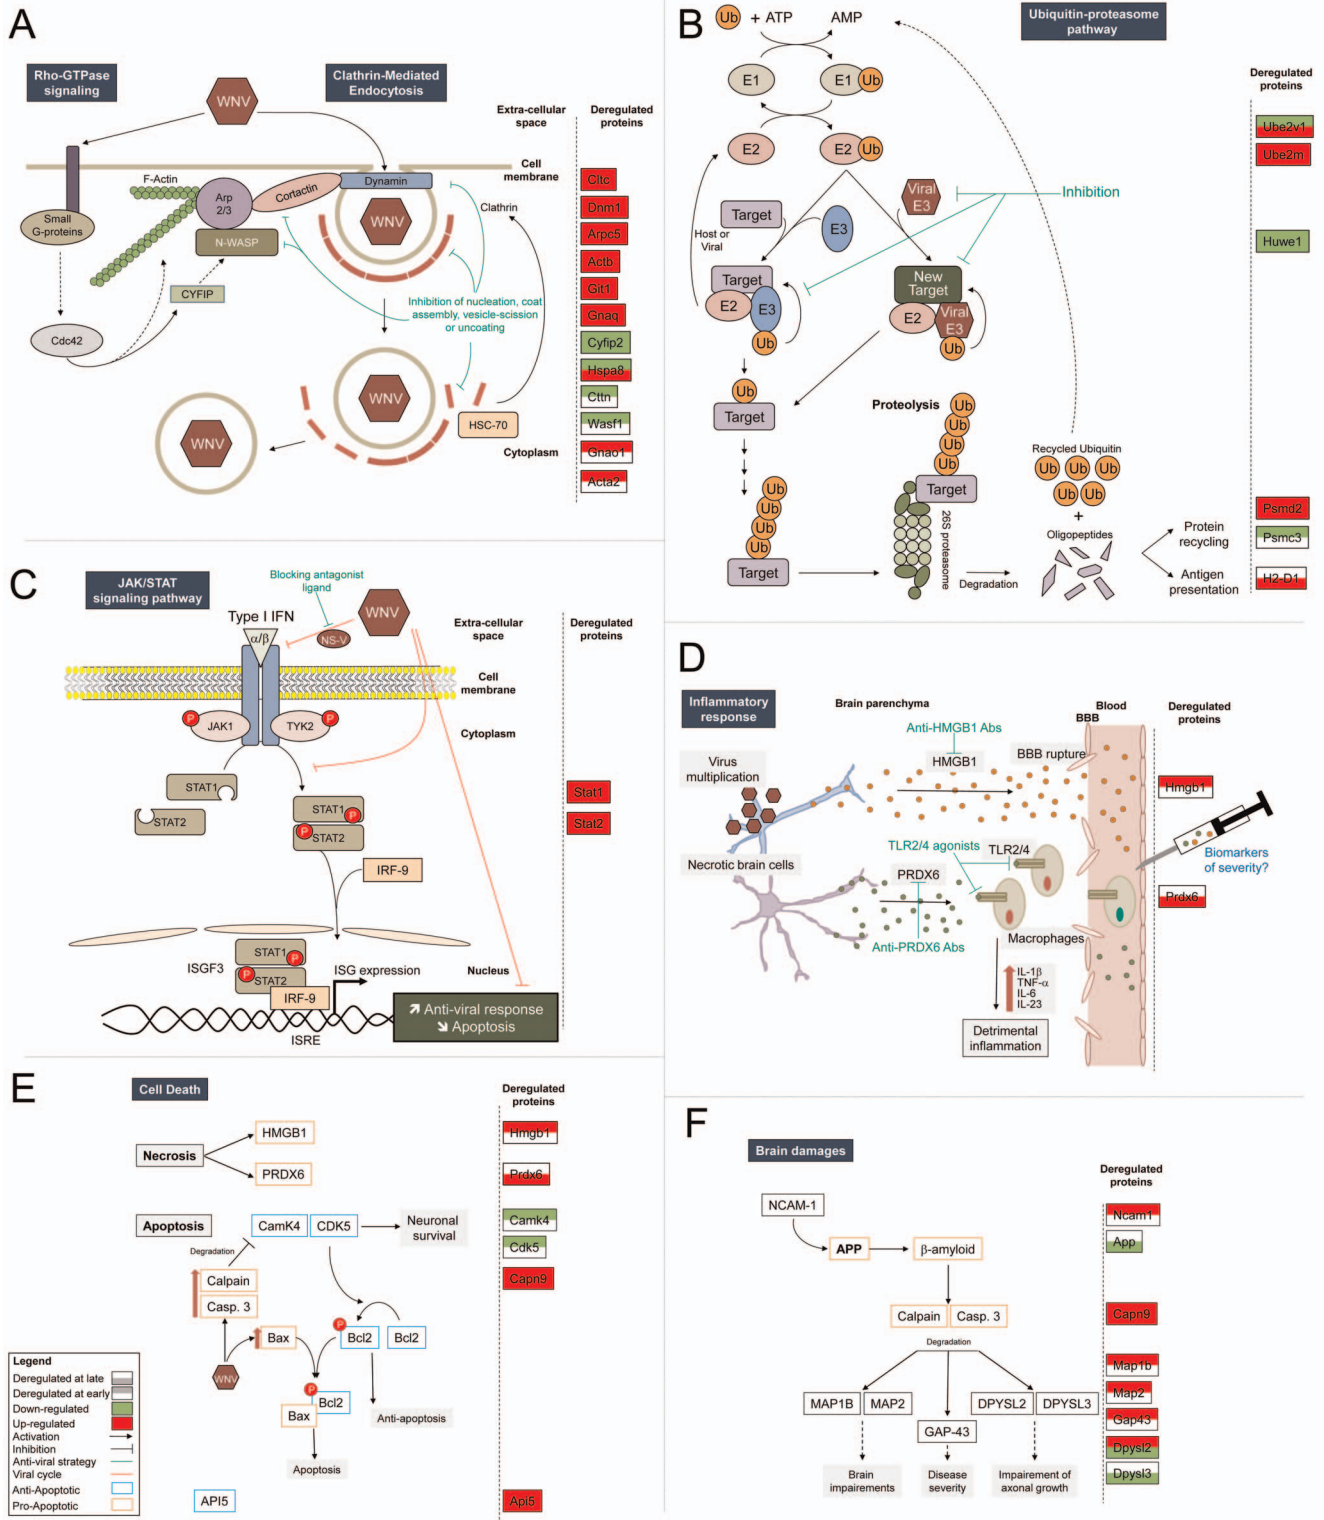 A
Rho-GTPase
signaling
Clathrin-Mediated
Endocytosis
WNV
Extra-cellular
space
Deregulated
proteins
Cell
membrane
F-Actin
Arp
2/3
Cortactin
Dynamin
Small
G-proteins
N-WASP
WNV
Clathrin
CYFIP
Inhibition of nucleation, coat
assembly, vesicle-scission
or uncoating
Cdc42
WNV
WNV
HSC-70
Cytoplasm
Cltc
Dnm1
Arpc5
Actb
Git1
Gnaq
Cyfip2
Hspa8
Cttn
Wasf1
Gnao1
Acta2
B
Ub + ATP
AMP
Ubiquitin-proteasome
pathway
Deregulated
proteins
E1
E1 Ub
E2
E2 Ub
Viral
E3
Inhibition
Target
E3
Host or
Viral
Target
E2
E3
Ub
New
Target
E2
Viral
E3
Ub
Ub
Target
Proteolysis
Ub
Ub
Ub
Ub
Target
26S proteasome
Recycled Ubiquitin
Ub Ub Ub
Ub Ub
+
Oligopeptides
Ub
Ub
Ub
Ub
Target
Degradation
Protein
recycling
Antigen
presentation
Ube2v1
Ube2m
Huwe1
Psmd2
Psmc3
H2-D1
C
JAK/STAT
signaling pathway
Blocking antagonist
ligand
Type I IFN
α/β
NS-V
WNV
Extra-cellular
space
Deregulated
proteins
Cell
membrane
P
JAK1
TYK2
P
Cytoplasm
STAT1
STAT2
STAT1
P
P
STAT2
Stat1
Stat2
IRF-9
ISGF3
STAT1
P
P
STAT2
IRF-9
ISG expression
Nucleus
ISRE
Anti-viral response
Apoptosis
D
Inflammatory
response
Brain parenchyma
Blood
BBB
Deregulated
proteins
Anti-HMGB1 Abs
HMGB1
BBB rupture
Virus
multiplication
Hmgb1
Necrotic brain cells
TLR2/4 agonists
TLR2/4
PRDX6
Biomarkers
of severity?
Prdx6
Anti-PRDX6 Abs
Macrophages
IL-1β
TNF-α
IL-6
IL-23
Detrimental
inflammation
E
Cell Death
Deregulated
proteins
HMGB1
Necrosis
PRDX6
Apoptosis
CamK4
CDK5
Neuronal
survival
Degradation
Calpain
Casp. 3
Bax
P
Bcl2
Bcl2
WNV
P
Bcl2
Bax
Anti-apoptosis
Apoptosis
API5
Hmgb1
Prdx6
Camk4
Cdk5
Capn9
Api5
Legend
Deregulated at late
Deregulated at early
Down-regulated
Up-regulated
Activation
Inhibition
Anti-viral strategy
Viral cycle
Anti-Apoptotic
Pro-Apoptotic
F
Brain damages
Deregulated
proteins
NCAM-1
APP
β-amyloid
Calpain
Casp. 3
Degradation
MAP1B
MAP2
DPYSL2
DPYSL3
GAP-43
Brain
impairements
Disease
severity
Impairement of
axonal growth
Ncam1
App
Capn9
Map1b
Map2
Gap43
Dpysl2
Dpysl3